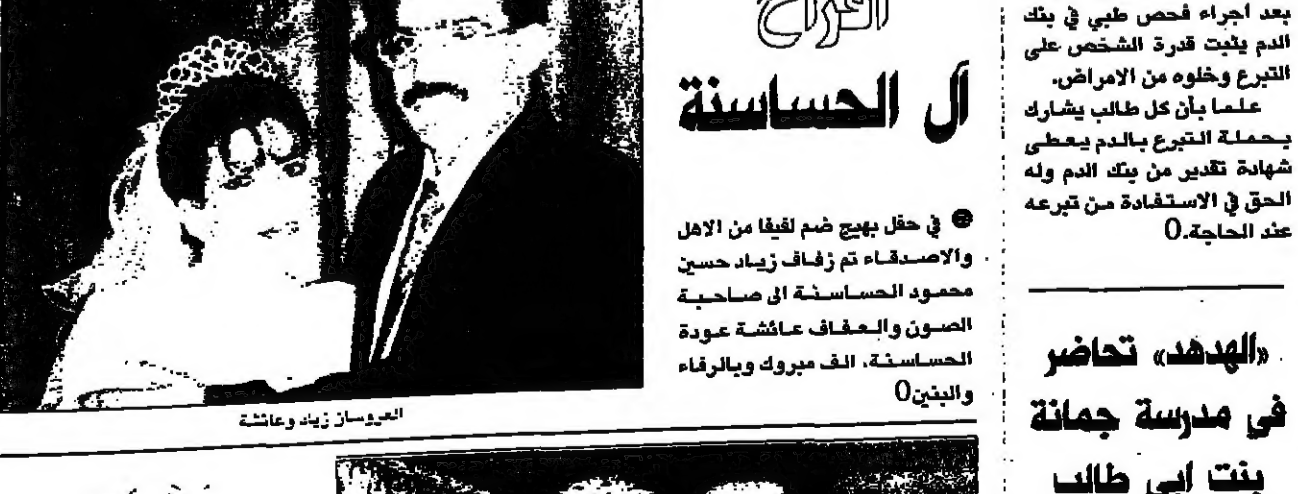 بعد اجراء فحص طبي في بنك
الدم يثبت قدرة الشخص على
التبرع وخلوه من الامراض.
علما بأن كل طالب يشارك
بحملة التبرع بالدم يعطى
شهادة تقدير من بنك الدم وله
الحق في الاستفادة من تبرعه
عند الحاجة.0
«الهدهد» تحاضر
في مدرسة جمانة
بنت ابي طالب
افراح
آل الحساسنة
في حفل بهيج ضم لفيفا من الاهل
والاصدقاء تم زفاف زياد حسين
محمود الحساسنة الى صاحبة
الصون والعفاف عائشة عودة
الحساسنة، الف مبروك وبالرفاء
والبنين0
العروسان زياد وعائشة